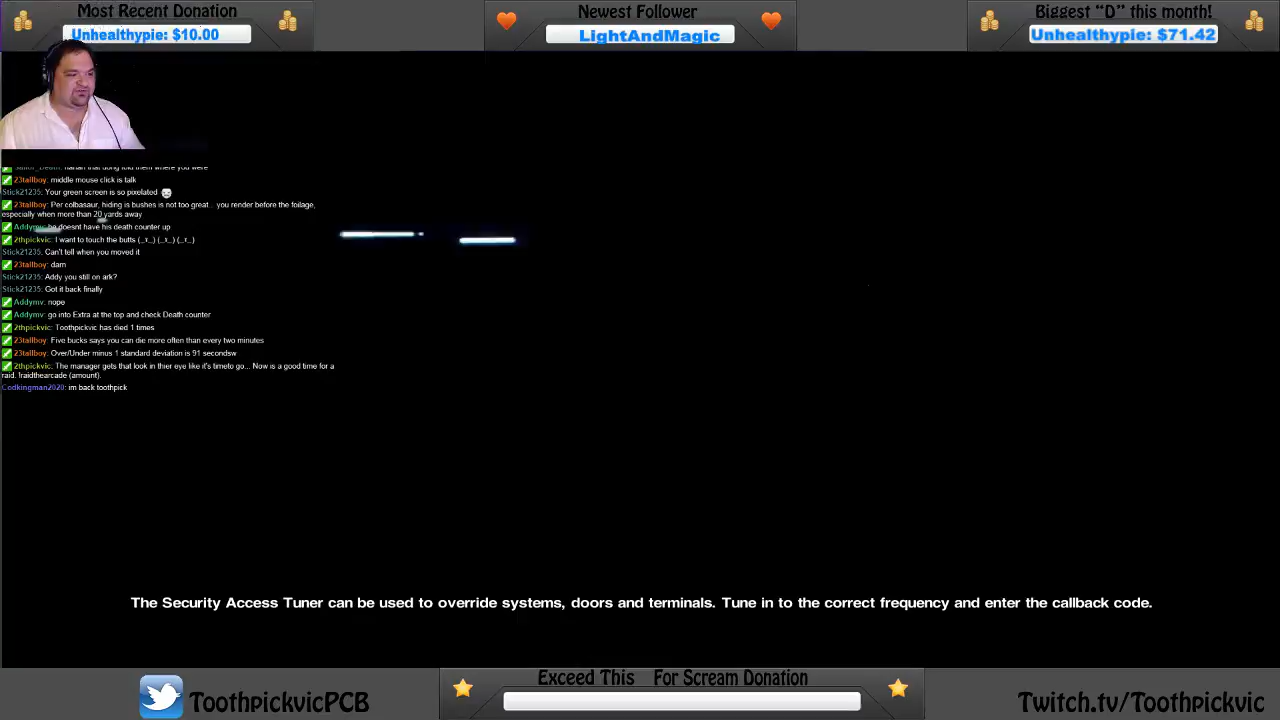 Most Recent Donation
Unhealthypie: $10.00
Newest Follower
LightAndMagic
Biggest “D” this month!
Unhealthypie: $71.42
them where you were
23tallboy: middle mouse click is talk
Stick21235: Your green screen is so pixelated
23tallboy: Per colbasaur, hiding is bushes is not too great... you render before the foilage,
especially when more than 20 yards away
Addymv: he doesnt have his death counter up
2thpickvic: I want to touch the butts (_x_) (_x_) (_x_)
Stick21235: Can't tell when you moved it
23tallboy: dam
Stick21235: Addy you still on ark?
Stick21235: Got it back finally
Addymv: nope
Addymv: go into Extra at the top and check Death counter
2thpickvic: Toothpickvic has died 1 times
23tallboy: Five bucks says you can die more often than every two minutes
23tallboy: Over/Under minus 1 standard deviation is 91 secondsw
2thpickvic: The manager gets that look in thier eye like it's timeto go... Now is a good time for a
raid. !raidthearcade (amount).
Codkingman2020: im back toothpick
The Security Access Tuner can be used to override systems, doors and terminals. Tune in to the correct frequency and enter the callback code.
ToothpickvicPCB
Exceed This For Scream Donation
Twitch.tv/Toothpickvic